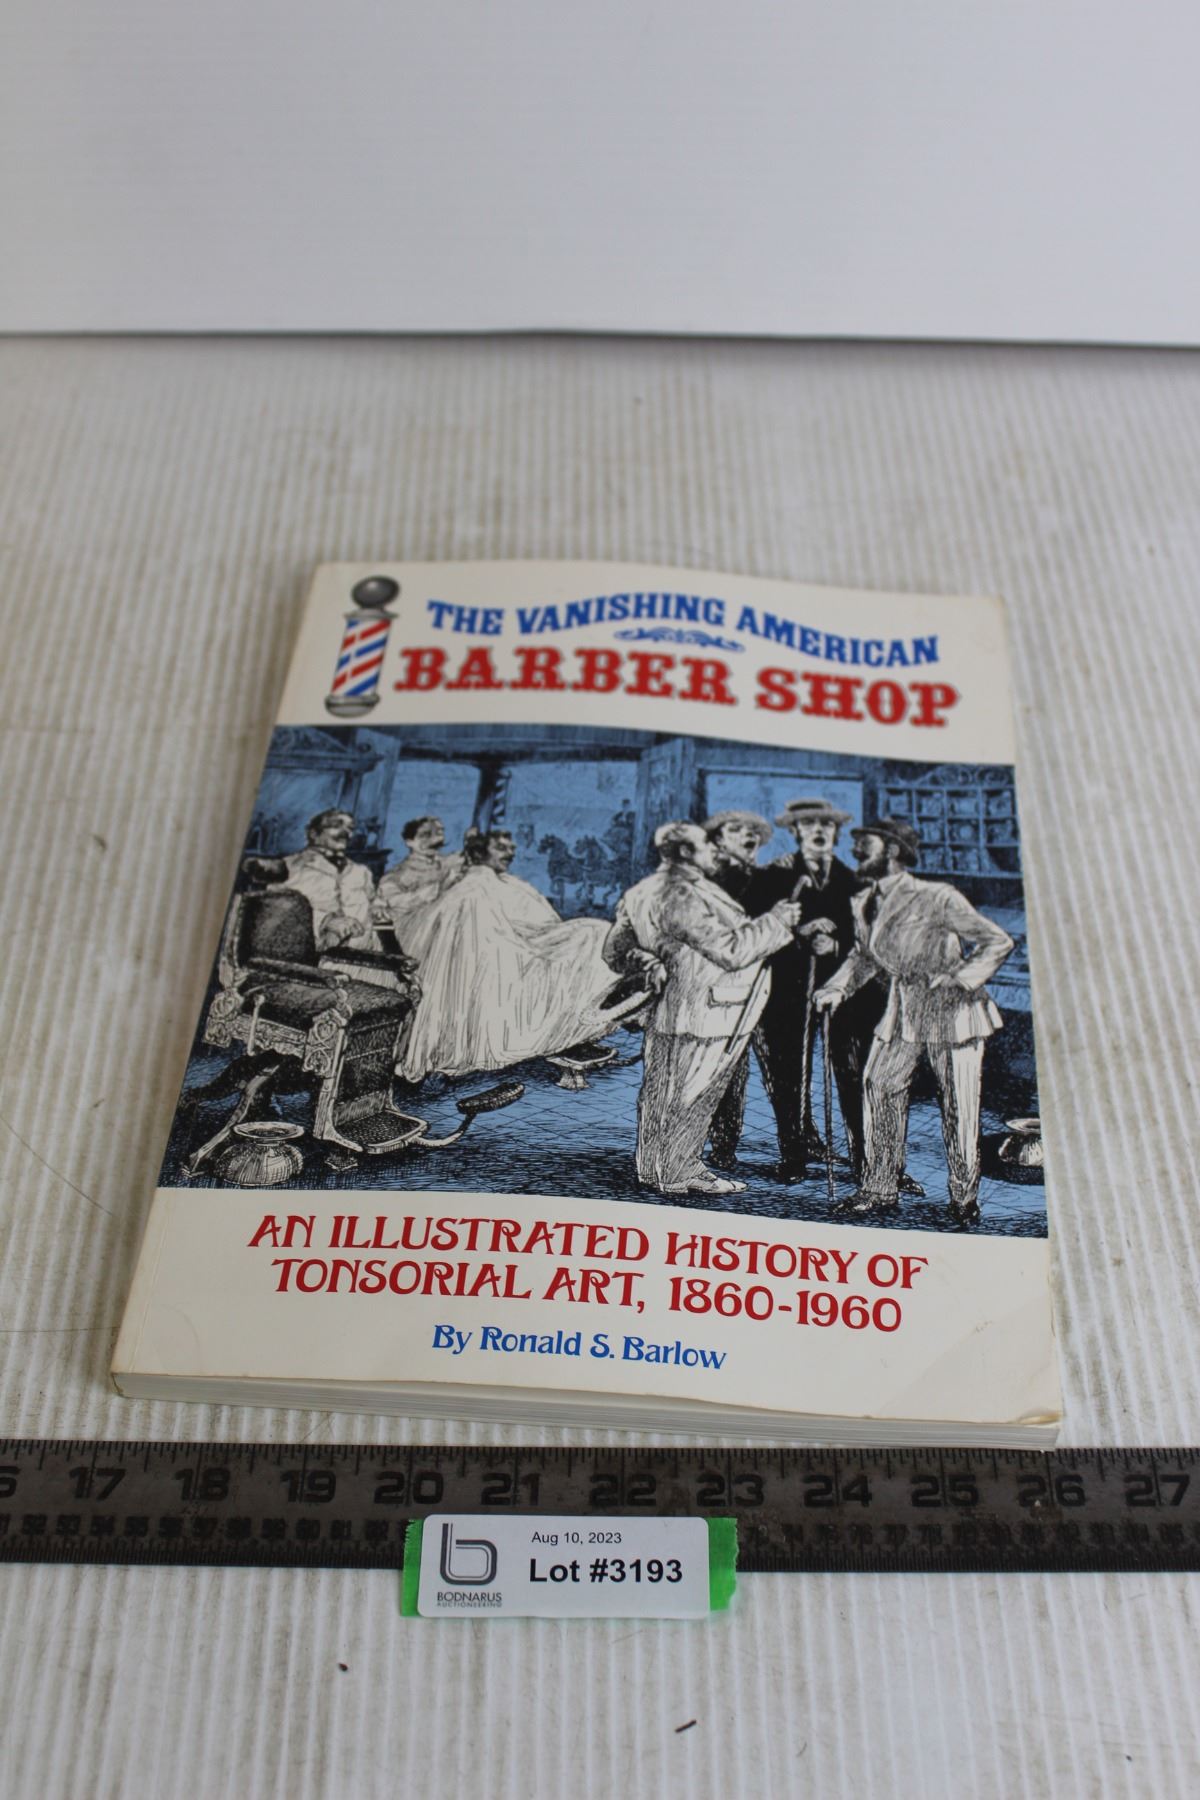 THE VANISHING AMERICAN
BARBER SHOP
AN ILLUSTRATED HISTORY OF
TONSORIAL ART, 1860-1960
By Ronald S. Barlow
17 18 19 20 21 22 23 24 25 26 27
Aug 10, 2023
Lot #3193
BODNARUS
AUCTIONEERING